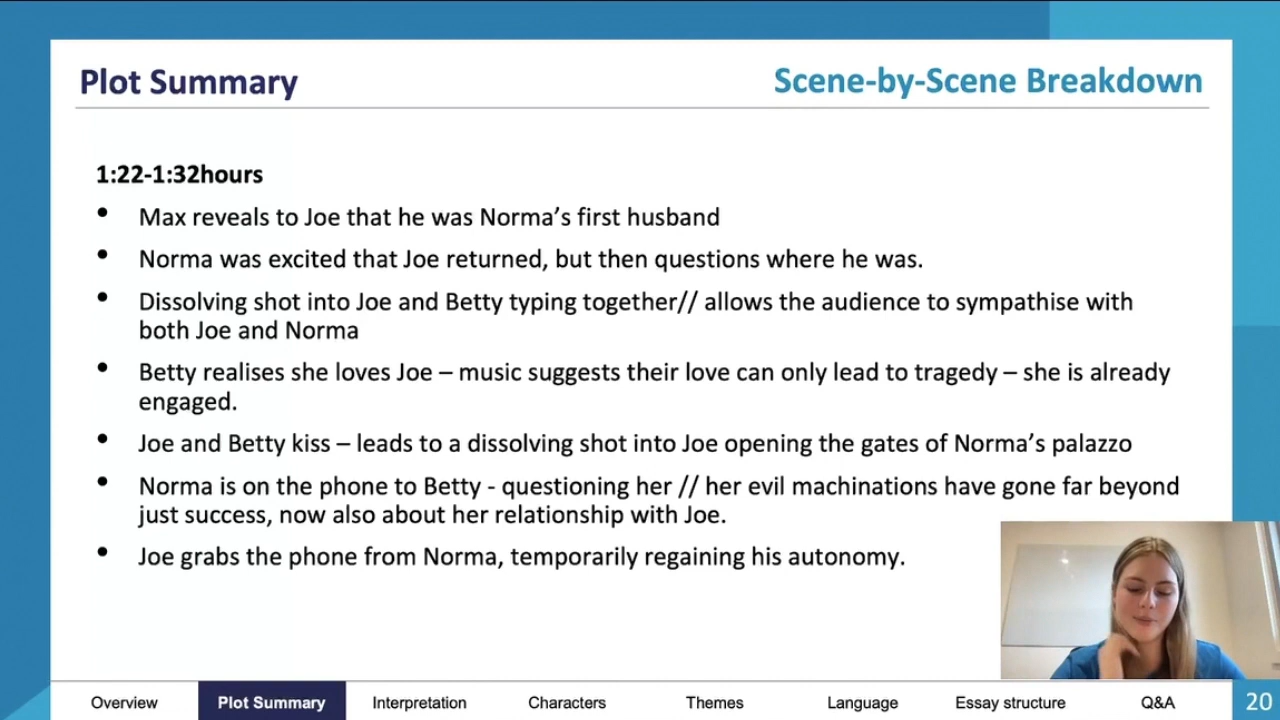 Plot Summary
Scene-by-Scene Breakdown
1:22-1:32hours
• Max reveals to Joe that he was Norma’s first husband
• Norma was excited that Joe returned, but then questions where he was.
• Dissolving shot into Joe and Betty typing together// allows the audience to sympathise with
both Joe and Norma
• Betty realises she loves Joe – music suggests their love can only lead to tragedy – she is already
engaged.
• Joe and Betty kiss – leads to a dissolving shot into Joe opening the gates of Norma’s palazzo
• Norma is on the phone to Betty - questioning her // her evil machinations have gone far beyond
just success, now also about her relationship with Joe.
• Joe grabs the phone from Norma, temporarily regaining his autonomy.
Overview
Plot Summary
Interpretation
Characters
Themes
Language
Essay structure
Q&A
20